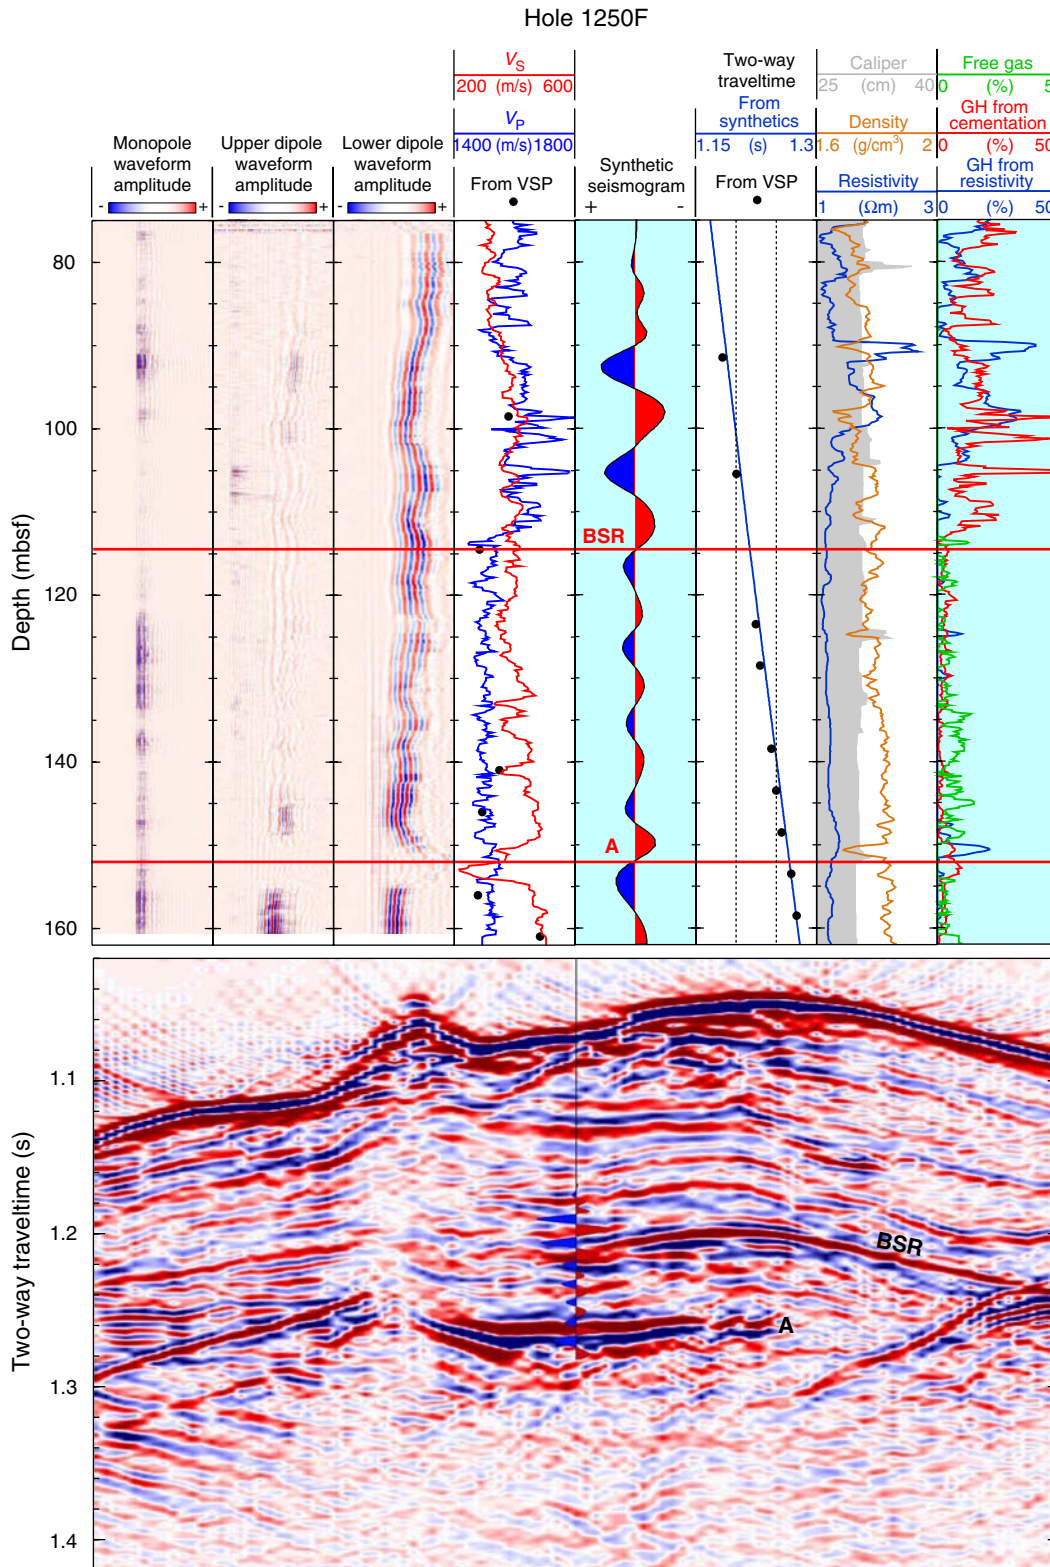 Hole 1250F
Monopole
waveform
amplitude
- +
Upper dipole
waveform
amplitude
- +
Lower dipole
waveform
amplitude
- +
VS
200 (m/s) 600
VP
1400 (m/s) 1800
From VSP
Synthetic
seismogram
+ -
Two-way
traveltime
From
synthetics
1.15 (s) 1.3
From VSP
Caliper
25 (cm) 40
Density
1.6 (g/cm3) 2
Resistivity
1 (Ωm) 3
Free gas
0 (%) 5
GH from
cementation
0 (%) 50
GH from
resistivity
0 (%) 50
Depth (mbsf)
80
100
120
140
160
BSR
A
Two-way traveltime (s)
1.1
1.2
1.3
1.4
BSR
A